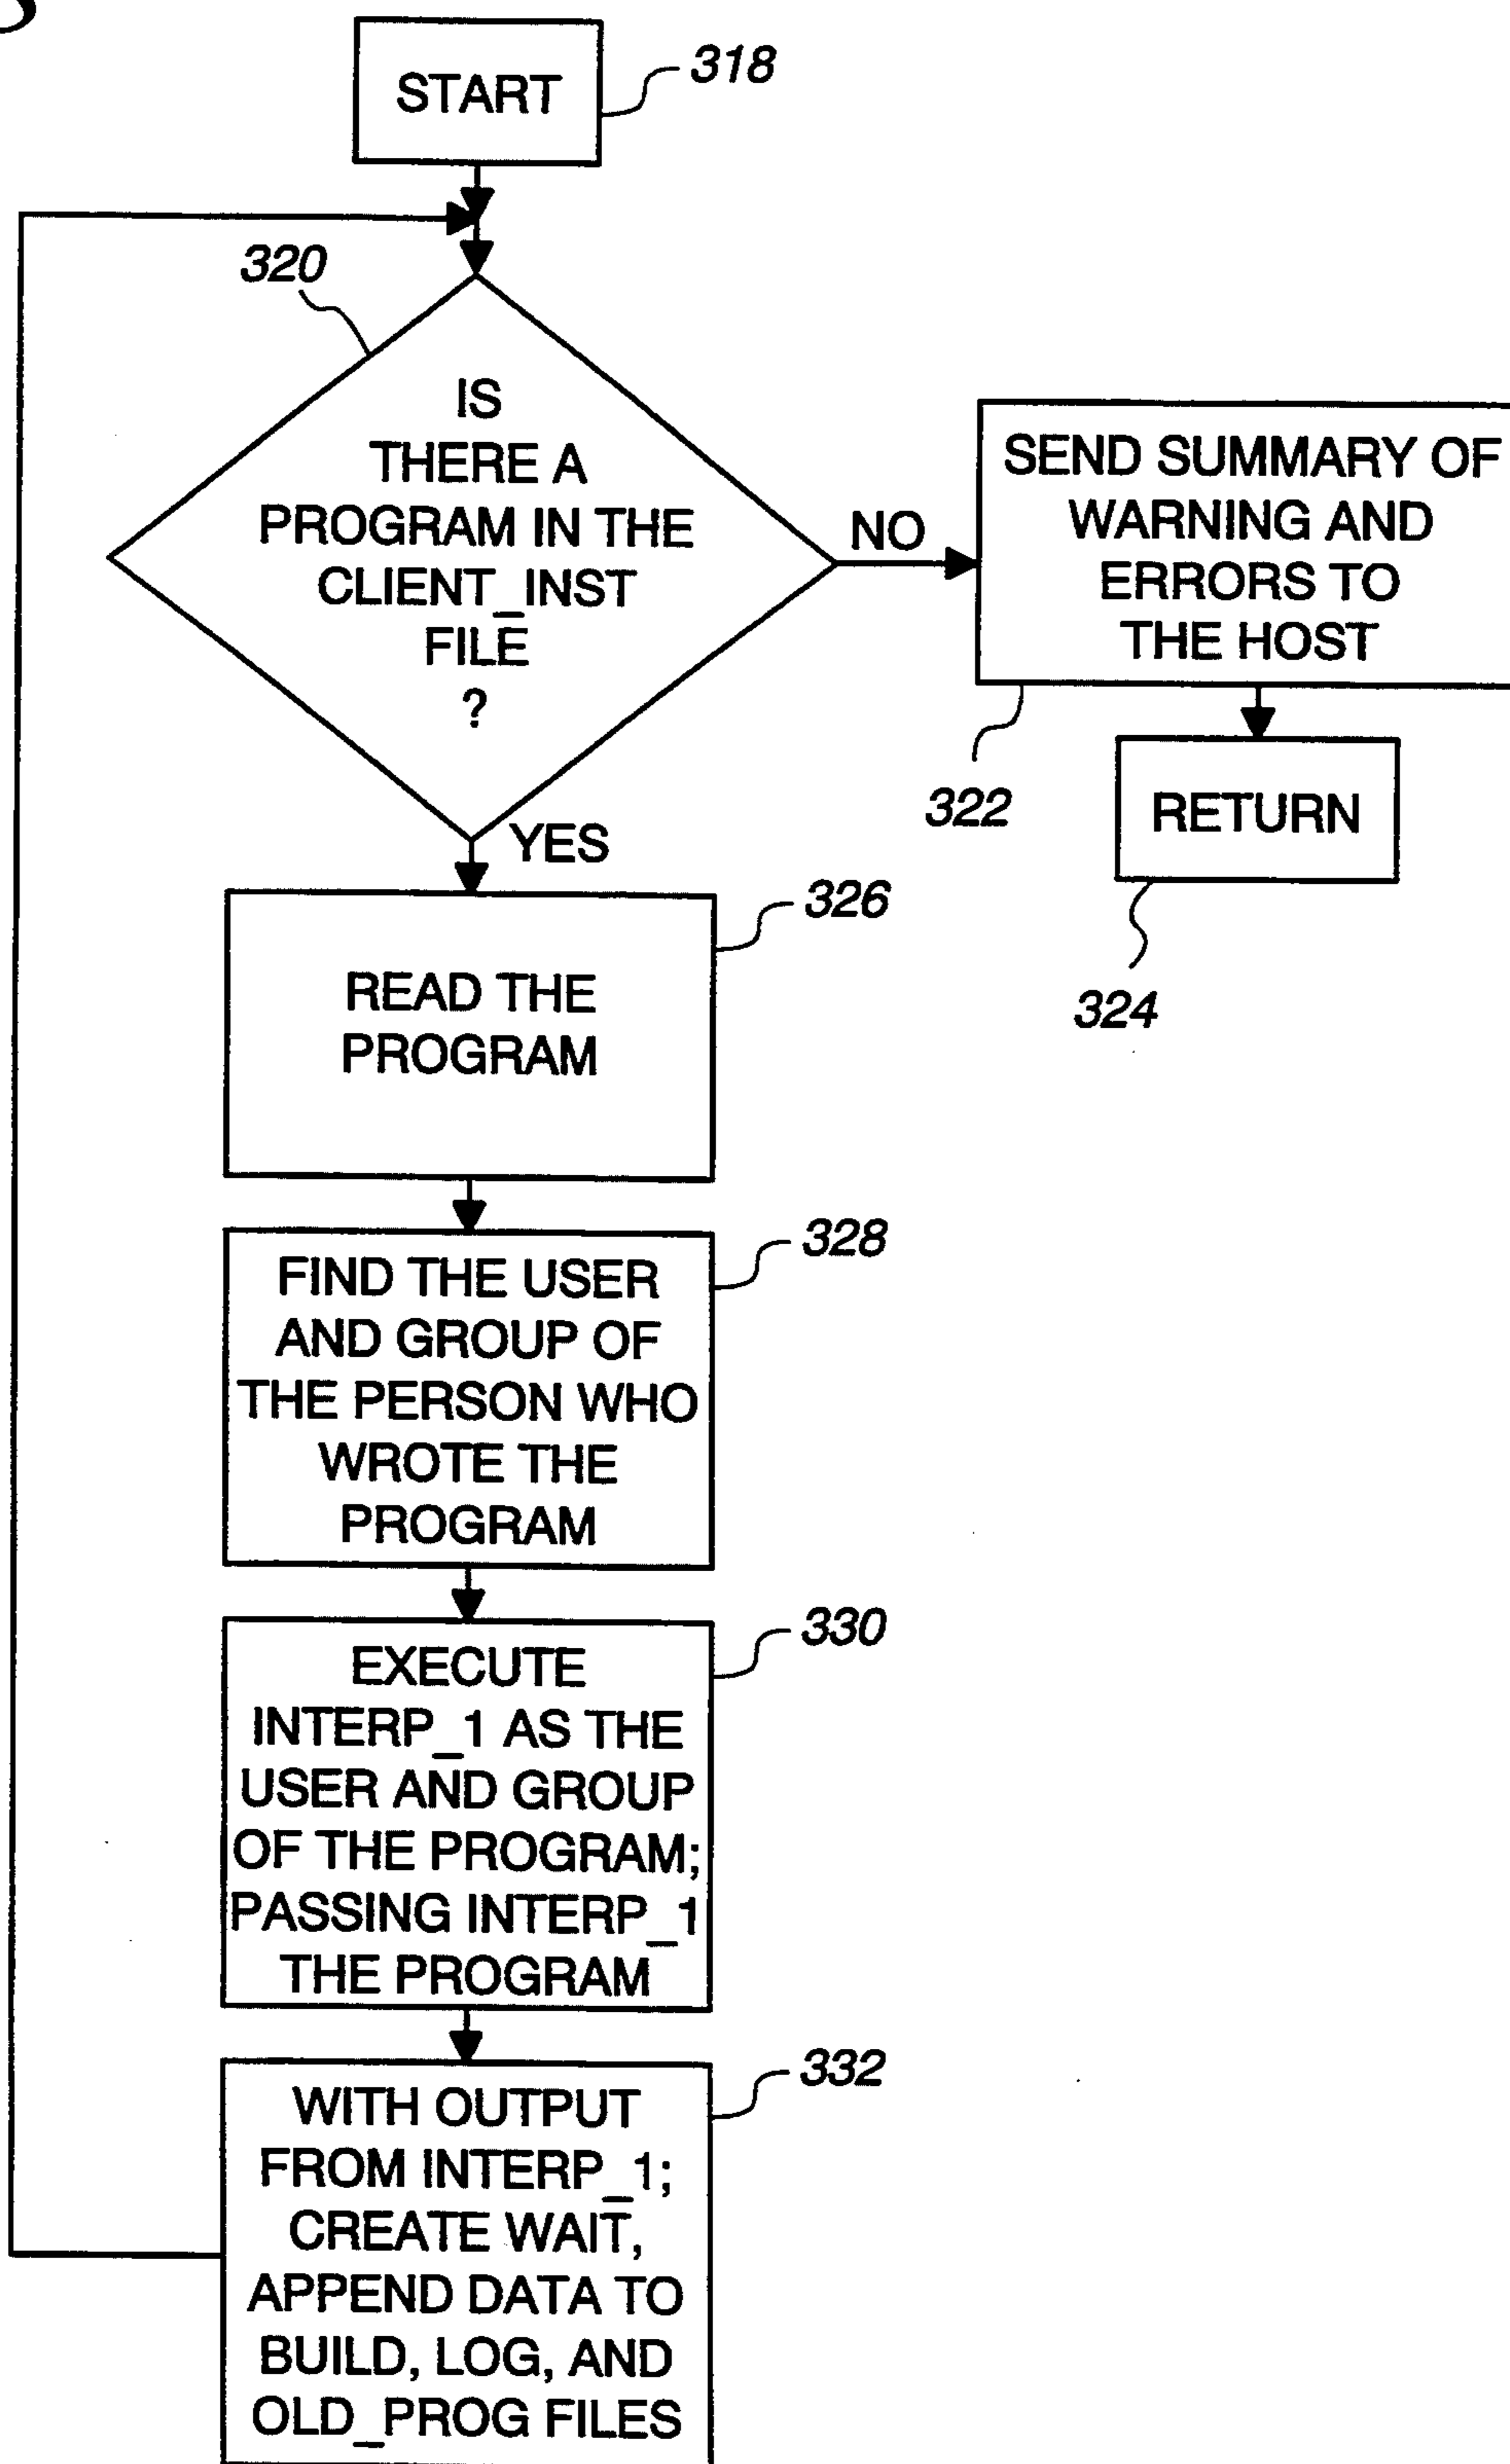 START
318
320
IS
THERE A
PROGRAM IN THE
CLIENT_INST
FILE
?
NO
SEND SUMMARY OF
WARNING AND
ERRORS TO
THE HOST
322
RETURN
324
YES
326
READ THE
PROGRAM
328
FIND THE USER
AND GROUP OF
THE PERSON WHO
WROTE THE
PROGRAM
330
EXECUTE
INTERP_1 AS THE
USER AND GROUP
OF THE PROGRAM;
PASSING INTERP_1
THE PROGRAM
332
WITH OUTPUT
FROM INTERP_1;
CREATE WAIT,
APPEND DATA TO
BUILD, LOG, AND
OLD_PROG FILES